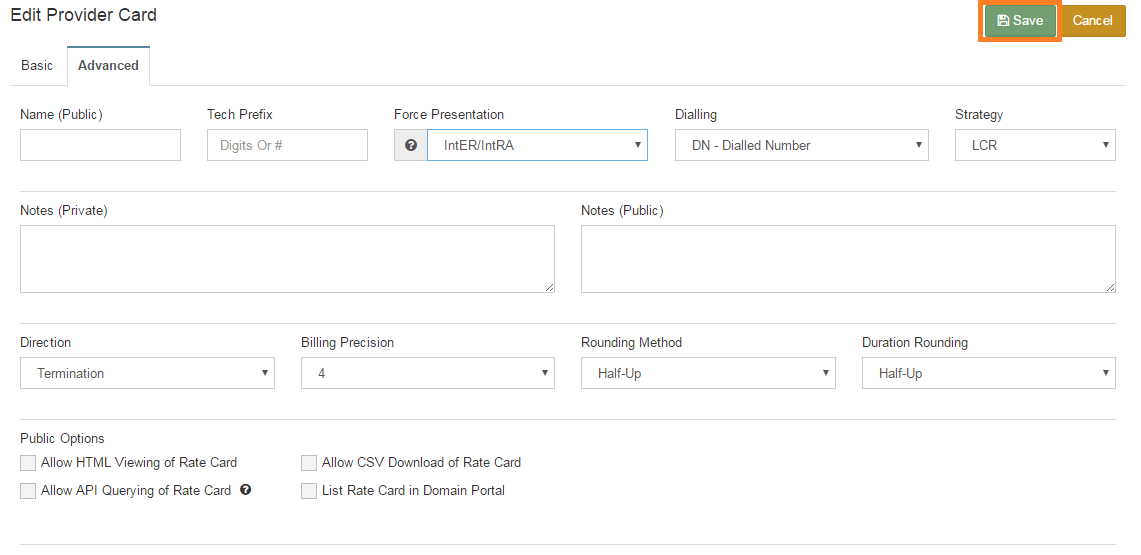 Edit Provider Card
Save
Cancel
Basic
Advanced
Name (Public)
Tech Prefix
Force Presentation
Dialling
Strategy
Digits Or #
IntER/IntRA
DN - Dialled Number
LCR
Notes (Private)
Notes (Public)
Direction
Billing Precision
Rounding Method
Duration Rounding
Termination
4
Half-Up
Half-Up
Public Options
Allow HTML Viewing of Rate Card
Allow CSV Download of Rate Card
Allow API Querying of Rate Card
List Rate Card in Domain Portal